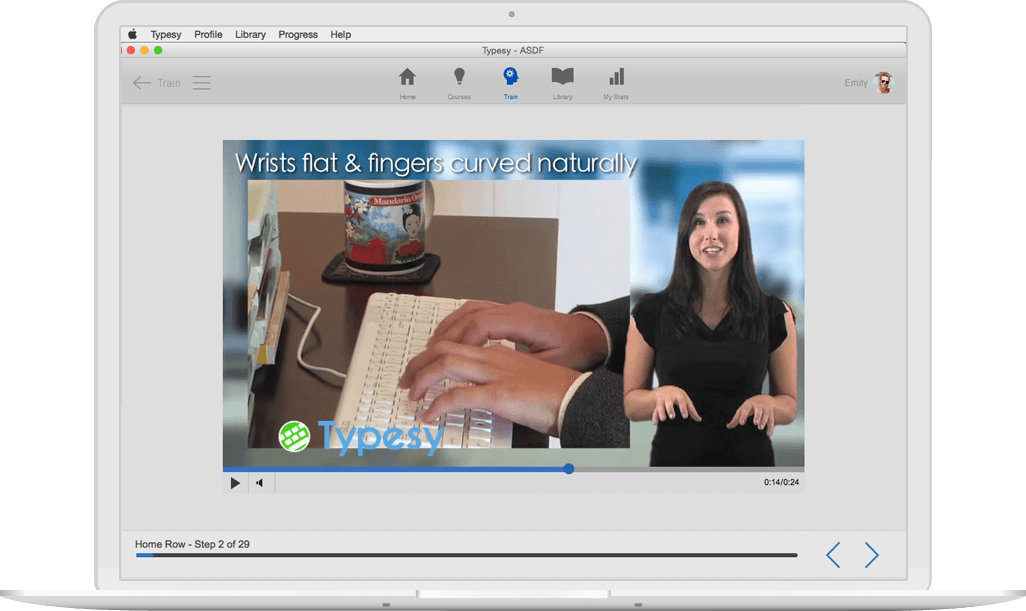 Typesy Profile Library Progress Help
Typesy - ASDF
Train
Home Courses Train Library My Stats
Emily
Wrists flat & fingers curved naturally
Mandarin
Typesy
0:14/0:24
Home Row - Step 2 of 29